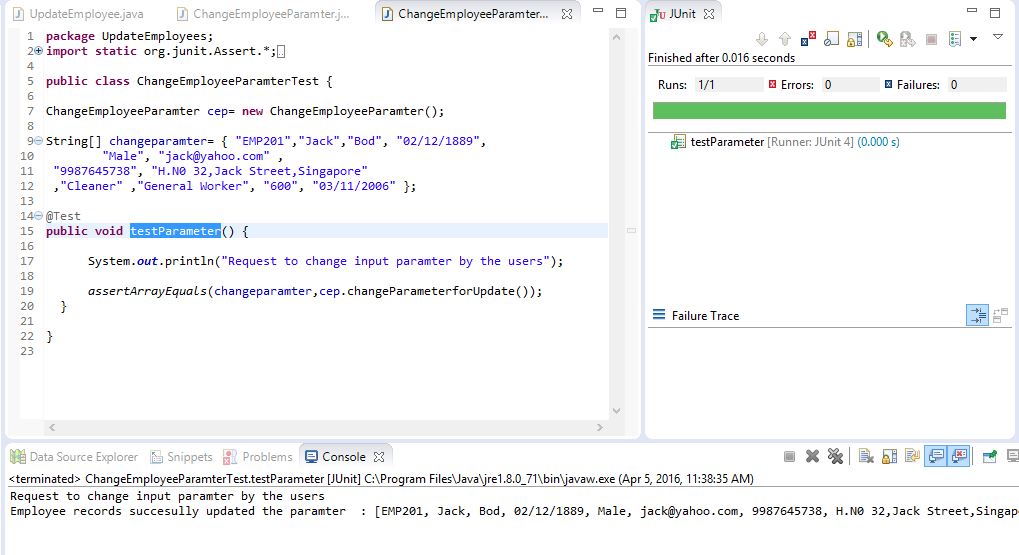 UpdateEmployee.java
ChangeEmployeeParamter.j...
ChangeEmployeeParamter...
1 package UpdateEmployees;
2 import static org.junit.Assert.*;
4
5 public class ChangeEmployeeParamterTest {
6
7 ChangeEmployeeParamter cep= new ChangeEmployeeParamter();
8
9 String[] changeparamter= { "EMP201","Jack","Bod", "02/12/1889",
10 "Male", "jack@yahoo.com" ,
11 "9987645738", "H.N0 32,Jack Street,Singapore"
12 ,"Cleaner" ,"General Worker", "600", "03/11/2006" };
13
14 @Test
15 public void testParameter() {
16
17 System.out.println("Request to change input paramter by the users");
18
19 assertArrayEquals(changeparamter,cep.changeParameterforUpdate());
20 }
21
22 }
23
JUnit
Finished after 0.016 seconds
Runs: 1/1 Errors: 0 Failures: 0
testParameter [Runner: JUnit 4] (0.000 s)
Failure Trace
Data Source Explorer Snippets Problems Console
<terminated> ChangeEmployeeParamterTest.testParameter [JUnit] C:\Program Files\Java\jre1.8.0_71\bin\javaw.exe (Apr 5, 2016, 11:38:35 AM)
Request to change input paramter by the users
Employee records succesully updated the paramter : [EMP201, Jack, Bod, 02/12/1889, Male, jack@yahoo.com, 9987645738, H.N0 32,Jack Street,Singap